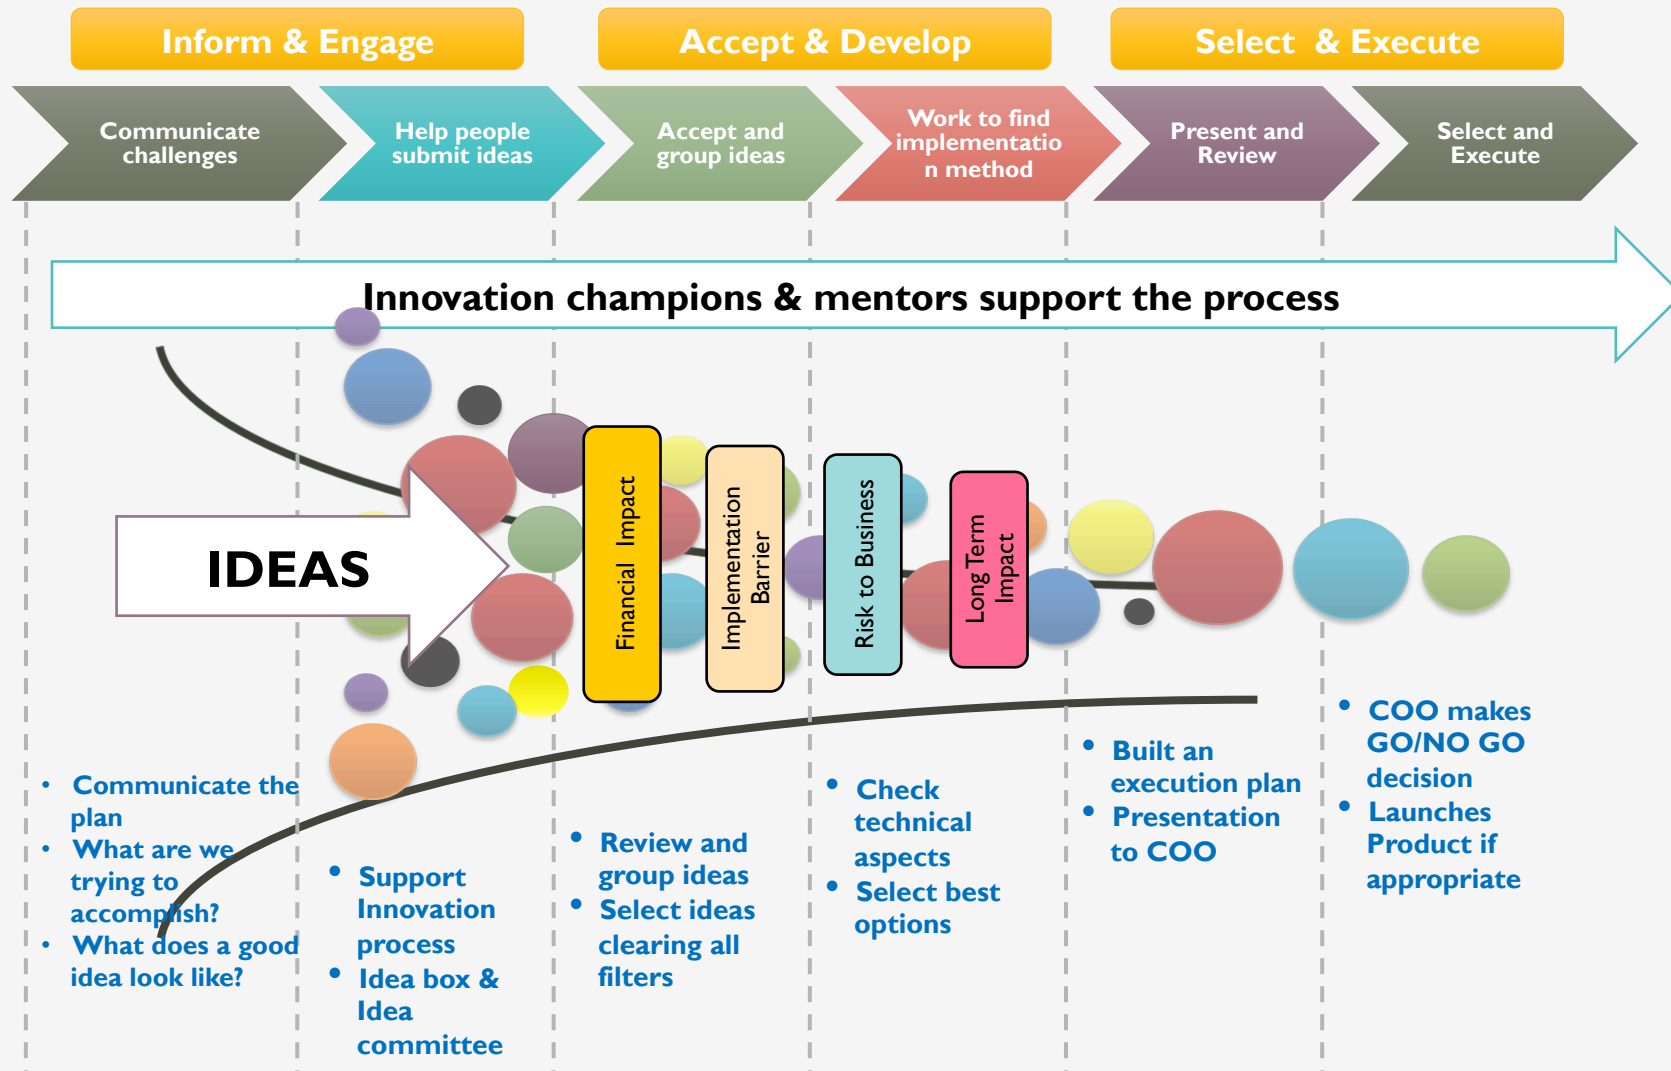 Inform & Engage
Accept & Develop
Select & Execute
Communicate
challenges
Help people
submit ideas
Accept and
group ideas
Work to find
implementatio
n method
Present and
Review
Select and
Execute
Innovation champions & mentors support the process
IDEAS
Financial Impact
Implementation
Barrier
Risk to Business
Long Term
Impact
• Communicate the
plan
• What are we
trying to
accomplish?
• What does a good
idea look like?
• Support
Innovation
process
• Idea box &
Idea
committee
• Review and
group ideas
• Select ideas
clearing all
filters
• Check
technical
aspects
• Select best
options
• Built an
execution plan
• Presentation
to COO
• COO makes
GO/NO GO
decision
• Launches
Product if
appropriate